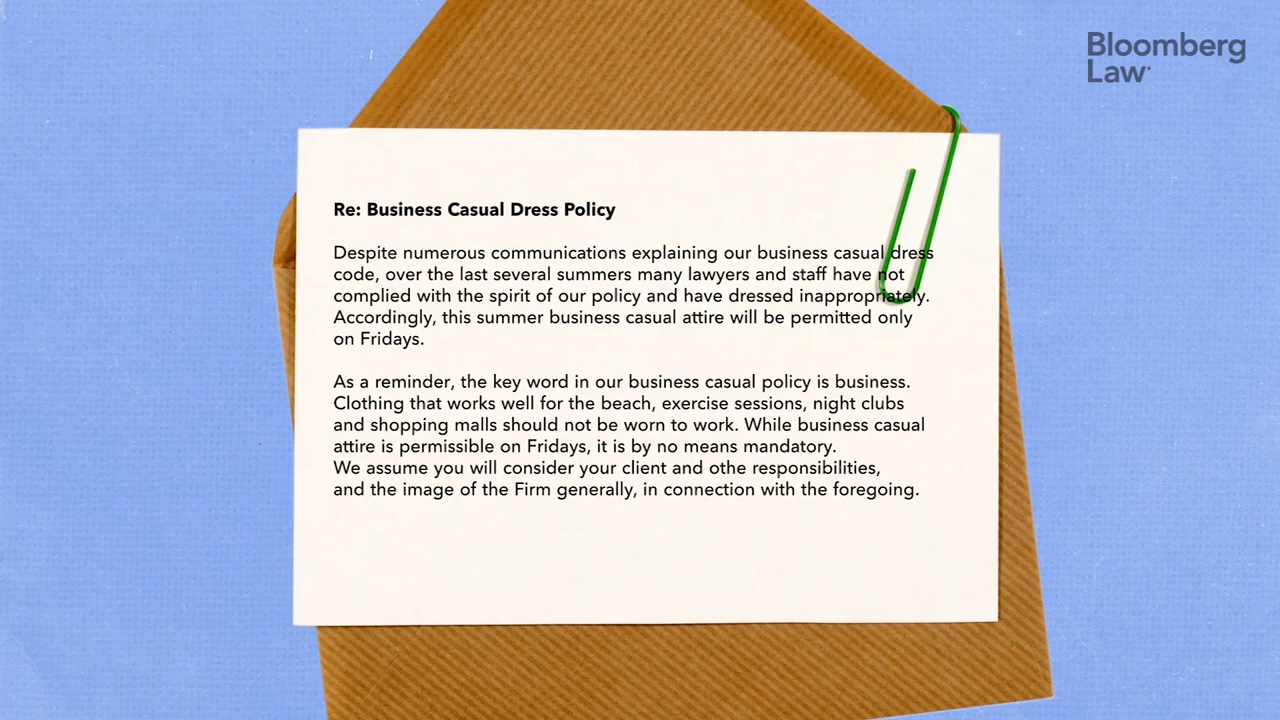 Bloomberg
Law
Re: Business Casual Dress Policy
Despite numerous communications explaining our business casual dress
code, over the last several summers many lawyers and staff have not
complied with the spirit of our policy and have dressed inappropriately.
Accordingly, this summer business casual attire will be permitted only
on Fridays.
As a reminder, the key word in our business casual policy is business.
Clothing that works well for the beach, exercise sessions, night clubs
and shopping malls should not be worn to work. While business casual
attire is permissible on Fridays, it is by no means mandatory.
We assume you will consider your client and othe responsibilities,
and the image of the Firm generally, in connection with the foregoing.